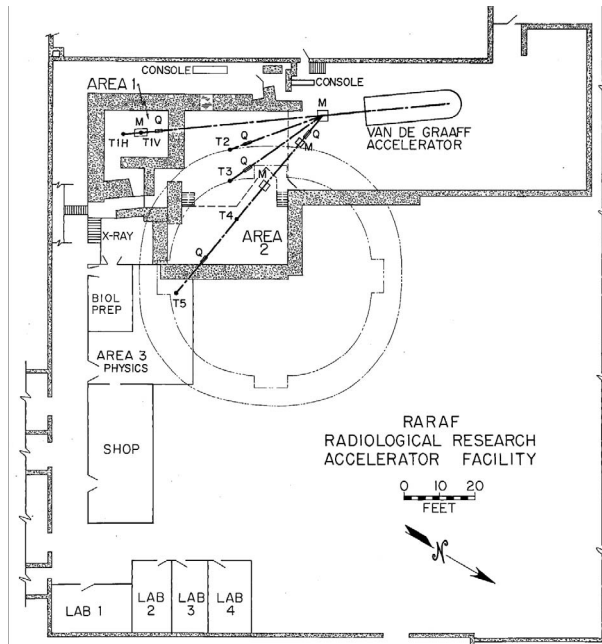 CONSOLE
CONSOLE
AREA 1
M
M
Q
T1H
T1V
VAN DE GRAAFF
ACCELERATOR
T2
Q
Q
M
T3
Q
M
T4
X-RAY
AREA
2
Q
T5
BIOL
PREP
AREA 3
PHYSICS
SHOP
RARAF
RADIOLOGICAL RESEARCH
ACCELERATOR FACILITY
0 10 20
FEET
N
LAB 1
LAB
2
LAB
3
LAB
4